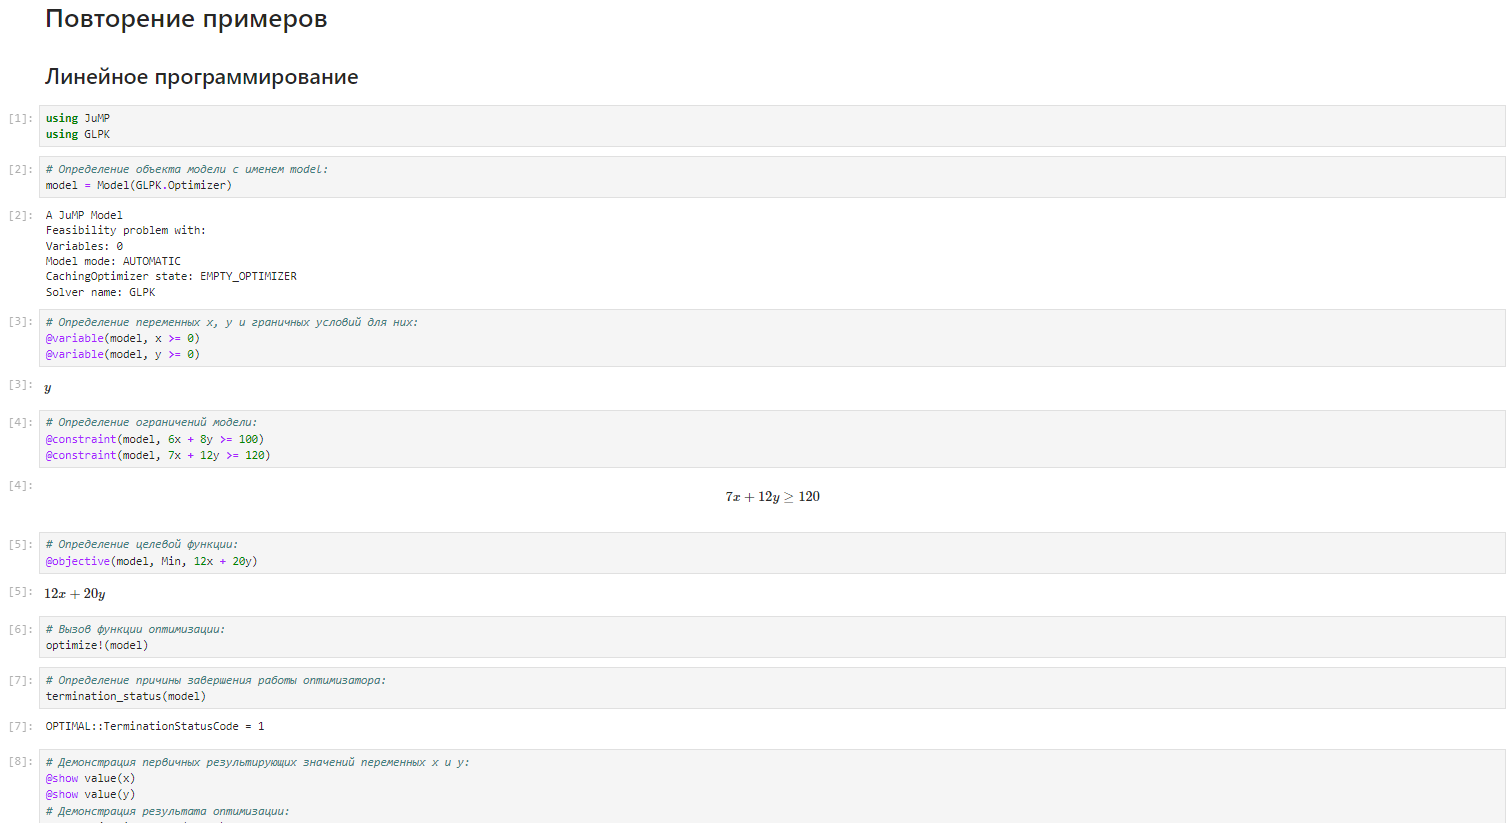 Повторение примеров
Линейное программирование
[1]: using JuMP
using GLPK
[2]: # Определение объекта модели с именем model:
model = Model(GLPK.Optimizer)
[2]: A JuMP Model
Feasibility problem with:
Variables: 0
Model mode: AUTOMATIC
CachingOptimizer state: EMPTY_OPTIMIZER
Solver name: GLPK
[3]: # Определение переменных x, y и граничных условий для них:
@variable(model, x >= 0)
@variable(model, y >= 0)
[3]: y
[4]: # Определение ограничений модели:
@constraint(model, 6x + 8y >= 100)
@constraint(model, 7x + 12y >= 120)
[4]:
7x + 12y ≥ 120
[5]: # Определение целевой функции:
@objective(model, Min, 12x + 20y)
[5]: 12x + 20y
[6]: # Вызов функции оптимизации:
optimize!(model)
[7]: # Определение причины завершения работы оптимизатора:
termination_status(model)
[7]: OPTIMAL::TerminationStatusCode = 1
[8]: # Демонстрация первичных результирующих значений переменных x и y:
@show value(x)
@show value(y)
# Демонстрация результата оптимизации: